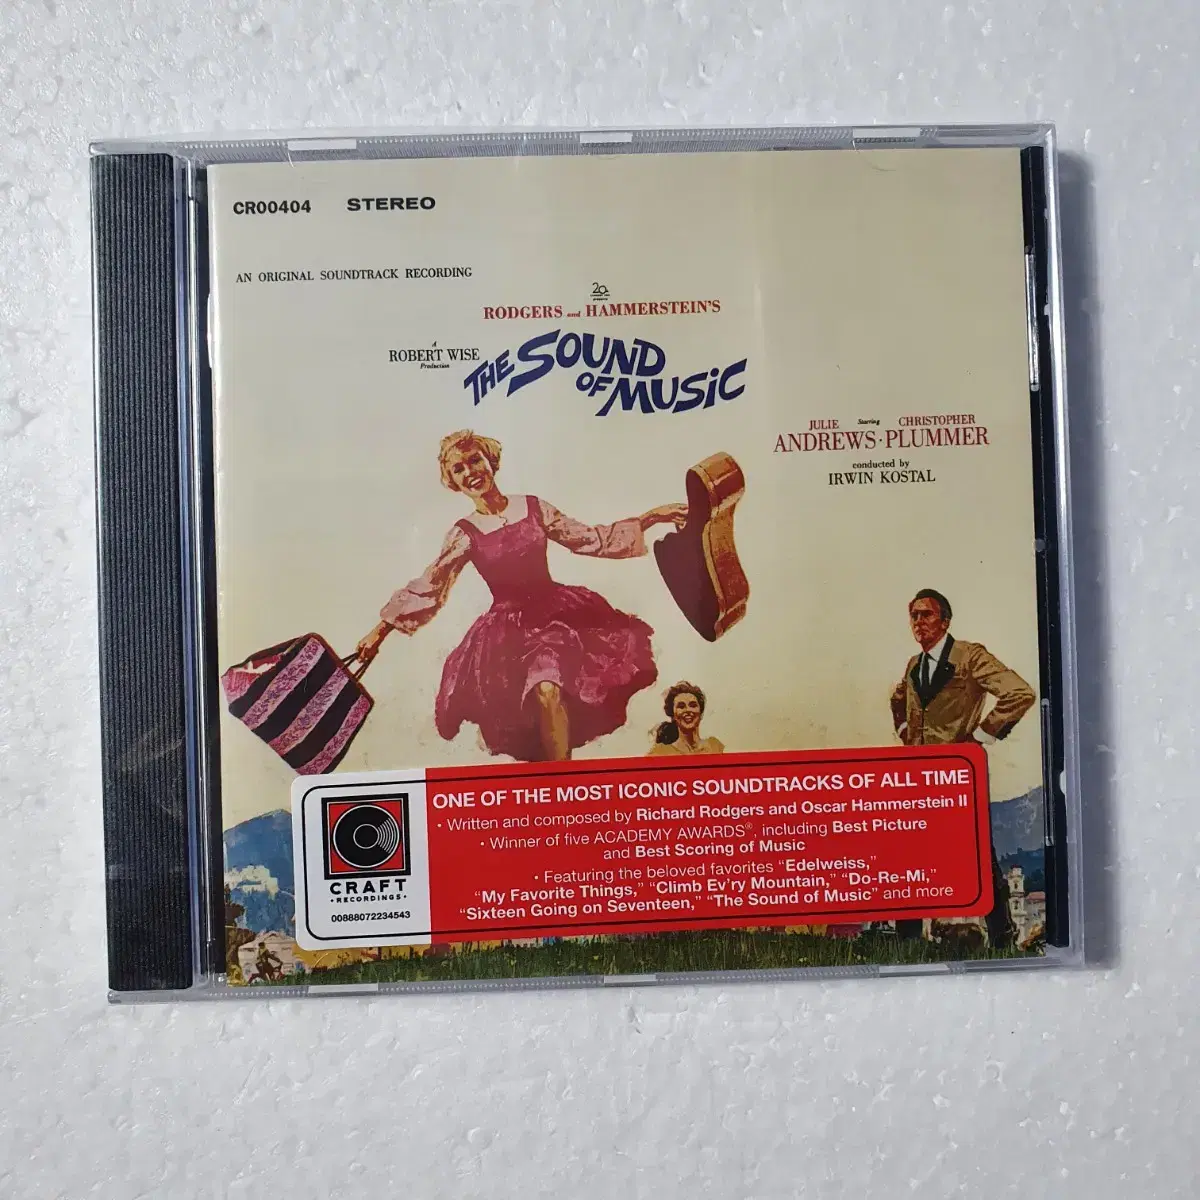 CR00404 STEREO
AN ORIGINAL SOUNDTRACK RECORDING
20
presents
RODGERS and HAMMERSTEIN'S
A
ROBERT WISE
Production
THE SOUND
OF MUSIC
Starring
JULIE CHRISTOPHER
ANDREWS · PLUMMER
conducted by
IRWIN KOSTAL
ONE OF THE MOST ICONIC SOUNDTRACKS OF ALL TIME
• Written and composed by Richard Rodgers and Oscar Hammerstein II
• Winner of five ACADEMY AWARDS®, including Best Picture
and Best Scoring of Music
• Featuring the beloved favorites “Edelweiss,”
“My Favorite Things,” “Climb Ev’ry Mountain,” “Do-Re-Mi,”
“Sixteen Going on Seventeen,” “The Sound of Music” and more
CRAFT
• RECORDINGS •
00888072234543